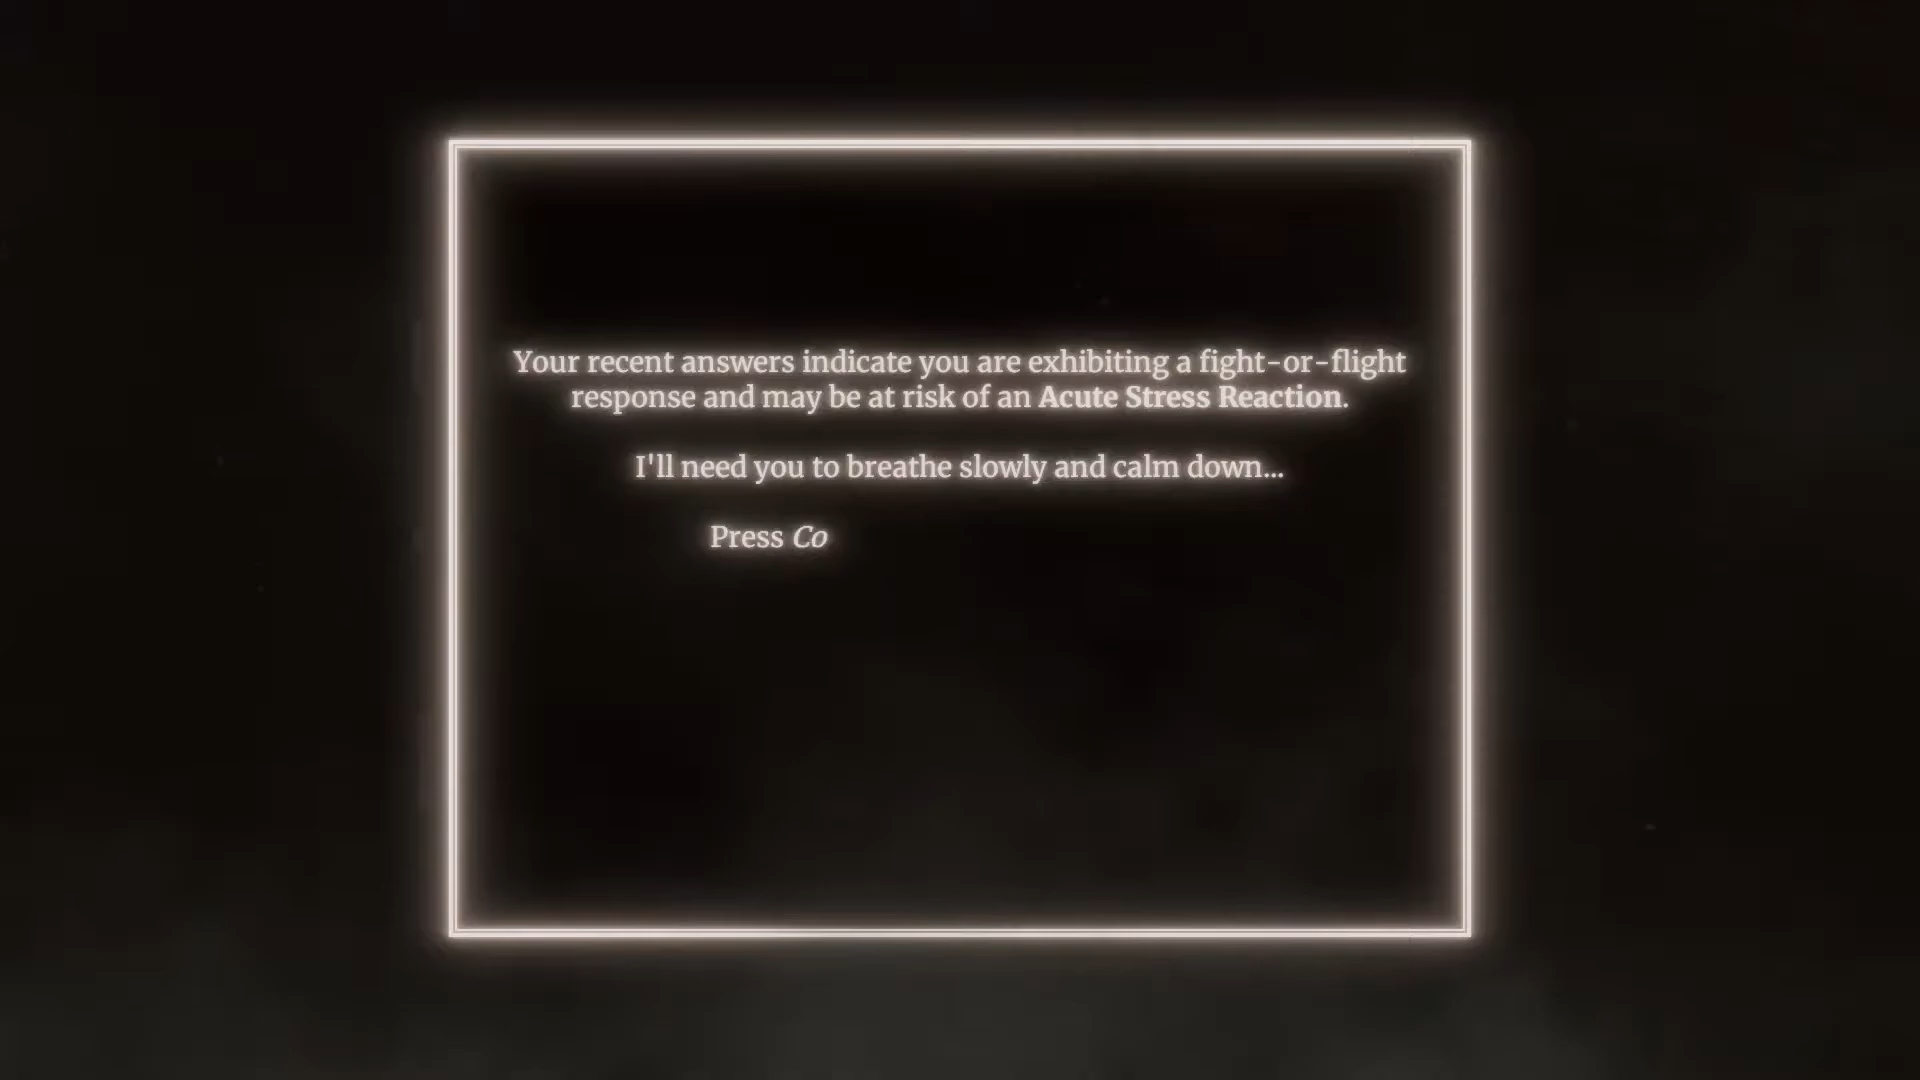 Your recent answers indicate you are exhibiting a fight-or-flight
response and may be at risk of an Acute Stress Reaction.
I'll need you to breathe slowly and calm down...
Press Co